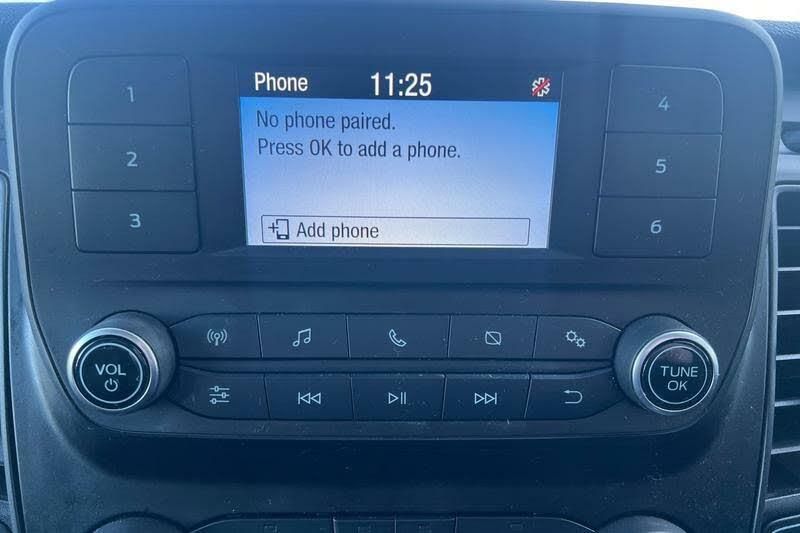 Phone 11:25
No phone paired.
Press OK to add a phone.
Add phone
1
2
3
4
5
6
VOL
TUNE
OK